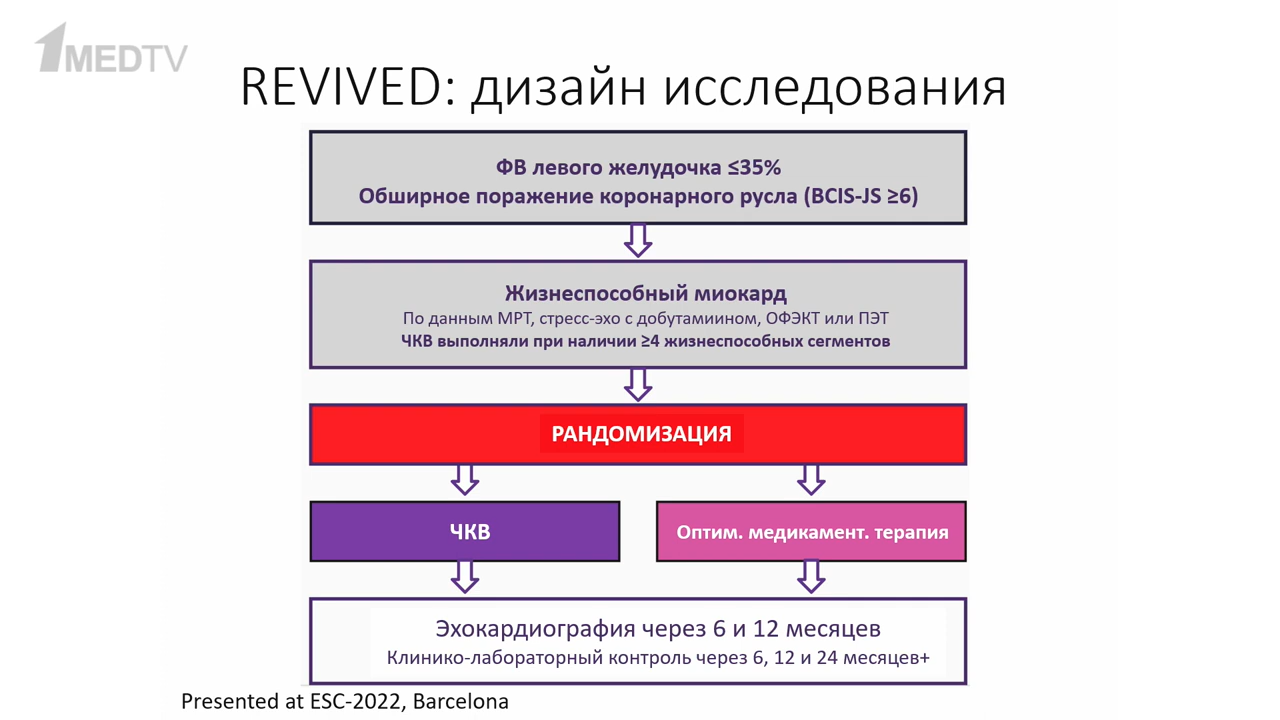 1MEDTV
REVIVED: дизайн исследования
ФВ левого желудочка ≤35%
Обширное поражение коронарного русла (BCIS-JS ≥6)
Жизнеспособный миокард
По данным МРТ, стресс-эхо с добутамиином, ОФЭКТ или ПЭТ
ЧКВ выполняли при наличии ≥4 жизнеспособных сегментов
РАНДОМИЗАЦИЯ
ЧКВ
Оптим. медикамент. терапия
Эхокардиография через 6 и 12 месяцев
Клинико-лабораторный контроль через 6, 12 и 24 месяцев+
Presented at ESC-2022, Barcelona